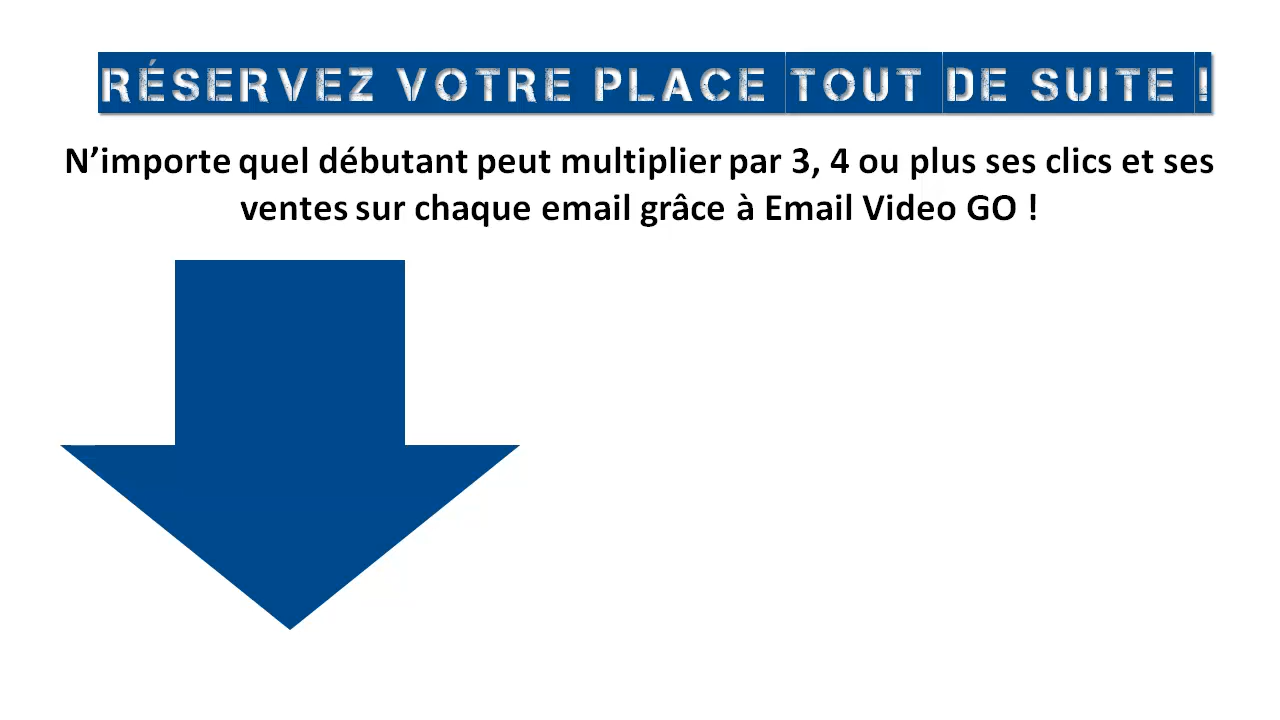 RÉSERVEZ VOTRE PLACE TOUT DE SUITE !
N’importe quel débutant peut multiplier par 3, 4 ou plus ses clics et ses
ventes sur chaque email grâce à Email Video GO !